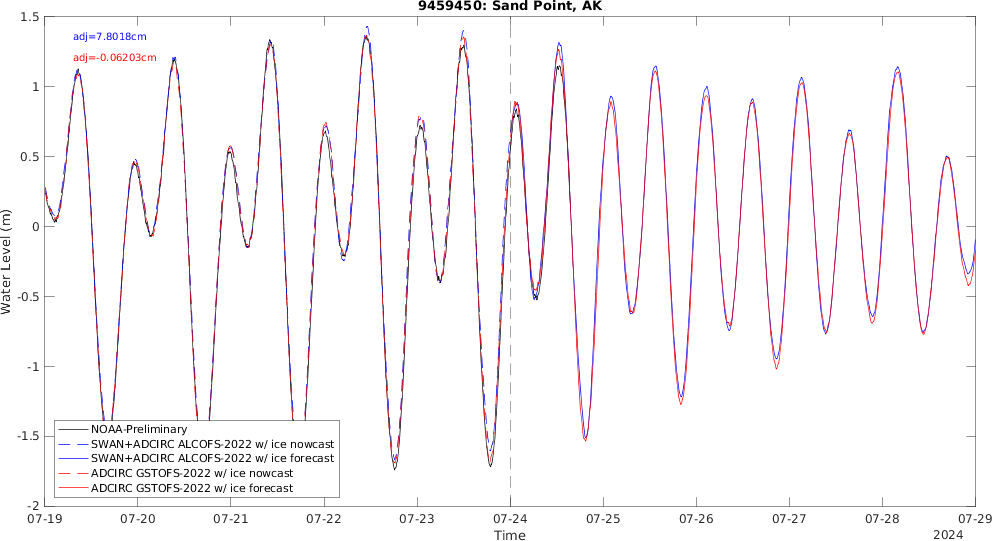 9459450: Sand Point, AK
adj=7.8018cm
adj=-0.06203cm
Water Level (m)
1.5
1
0.5
0
-0.5
-1
-1.5
-2
NOAA-Preliminary
SWAN+ADCIRC ALCOFS-2022 w/ ice nowcast
SWAN+ADCIRC ALCOFS-2022 w/ ice forecast
ADCIRC GSTOFS-2022 w/ ice nowcast
ADCIRC GSTOFS-2022 w/ ice forecast
07-19 07-20 07-21 07-22 07-23 07-24 07-25 07-26 07-27 07-28 07-29
Time
2024